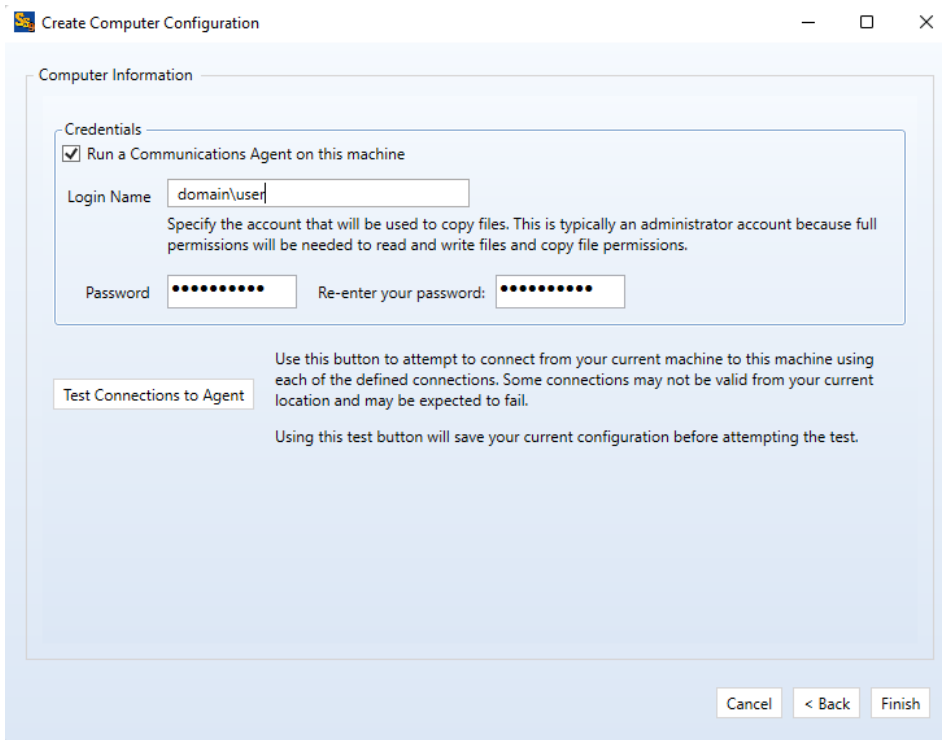 Create Computer Configuration
Computer Information
Credentials
Run a Communications Agent on this machine
Login Name
domain\user
Specify the account that will be used to copy files. This is typically an administrator account because full
permissions will be needed to read and write files and copy file permissions.
Password ●●●●●●●●●● Re-enter your password: ●●●●●●●●●●
Use this button to attempt to connect from your current machine to this machine using
each of the defined connections. Some connections may not be valid from your current
location and may be expected to fail.
Test Connections to Agent
Using this test button will save your current configuration before attempting the test.
Cancel < Back Finish